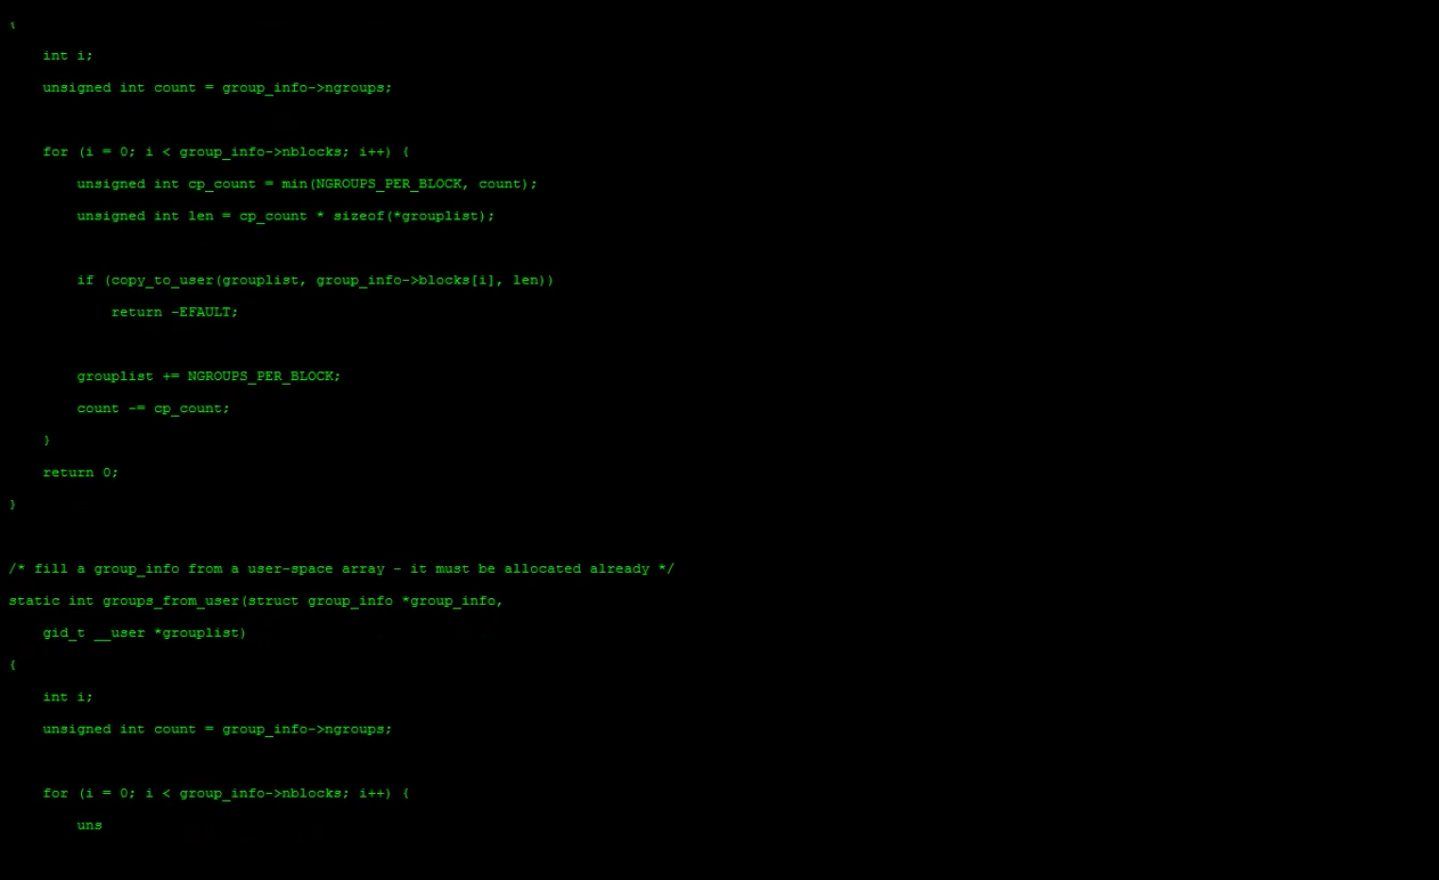 {
    int i;
    unsigned int count = group_info->ngroups;
    for (i = 0; i < group_info->nblocks; i++) {
        unsigned int cp_count = min(NGROUPS_PER_BLOCK, count);
        unsigned int len = cp_count * sizeof(*grouplist);
        if (copy_to_user(grouplist, group_info->blocks[i], len))
            return -EFAULT;
        grouplist += NGROUPS_PER_BLOCK;
        count -= cp_count;
    }
    return 0;
}
/* fill a group_info from a user-space array - it must be allocated already */
static int groups_from_user(struct group_info *group_info,
    gid_t __user *grouplist)
{
    int i;
    unsigned int count = group_info->ngroups;
    for (i = 0; i < group_info->nblocks; i++) {
        uns